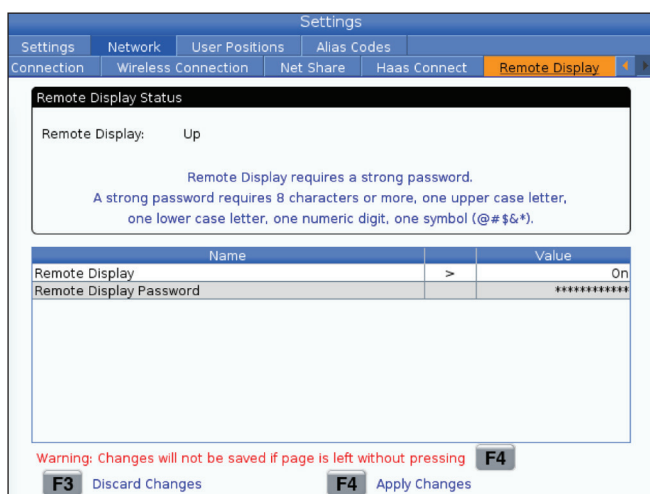 Settings
Settings Network User Positions Alias Codes
Connection Wireless Connection Net Share Haas Connect Remote Display
Remote Display Status
Remote Display: Up
Remote Display requires a strong password.
A strong password requires 8 characters or more, one upper case letter,
one lower case letter, one numeric digit, one symbol (@#$&*).
Name Value
Remote Display > On
Remote Display Password ************
Warning: Changes will not be saved if page is left without pressing F4
F3 Discard Changes F4 Apply Changes